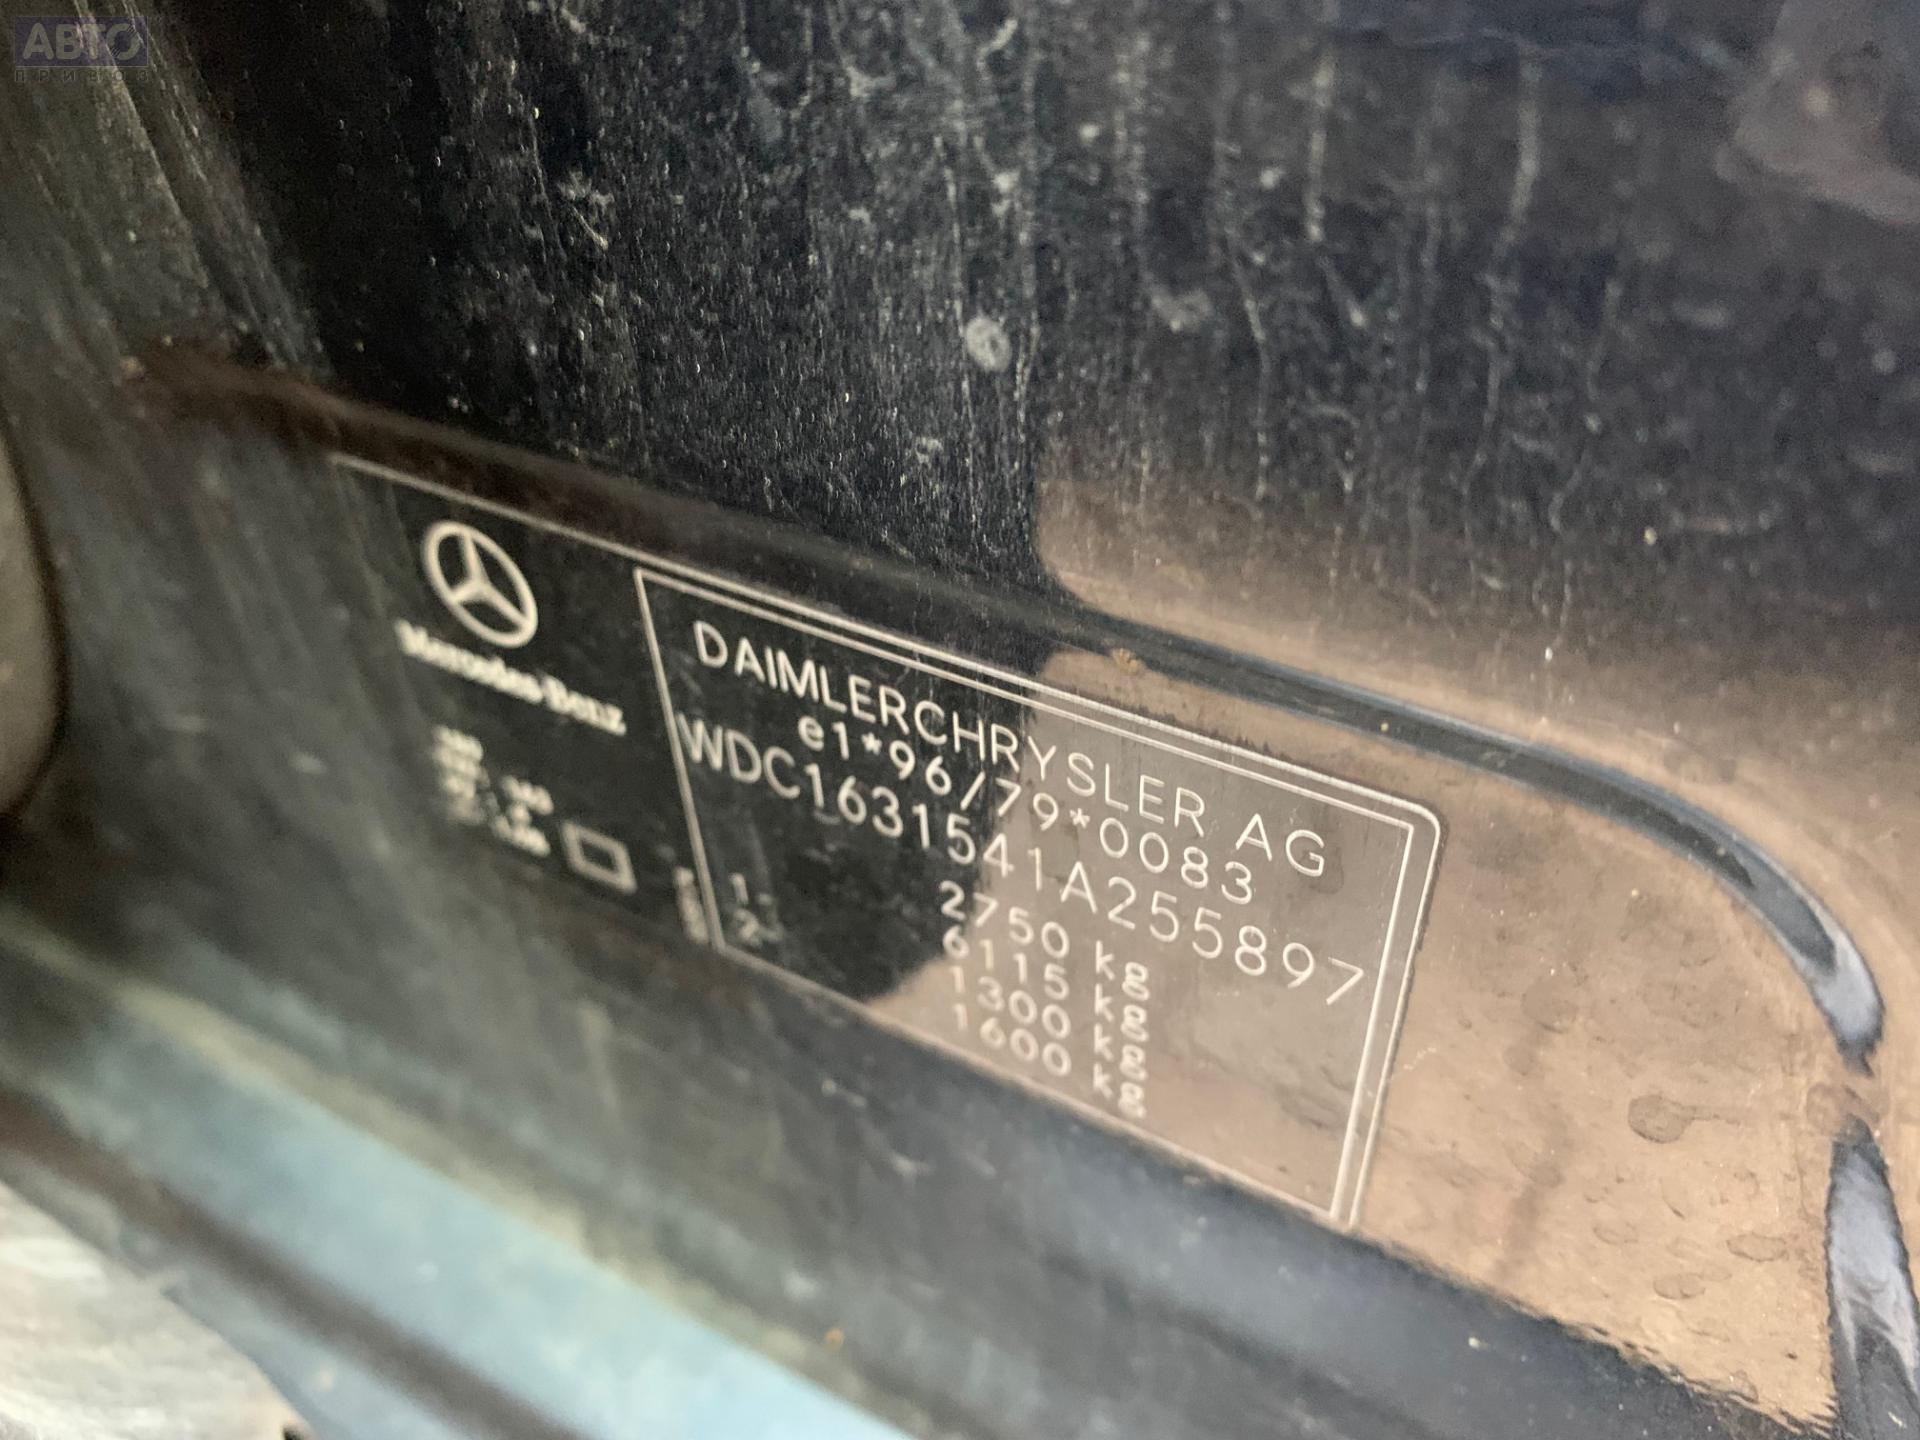 АВТО
ПРИВОЗ
Mercedes-Benz
DAIMLERCHRYSLER AG
e1*96/79*0083
WDC1631541A255897
2750 kg
6115 kg
1- 1300 kg
2- 1600 kg